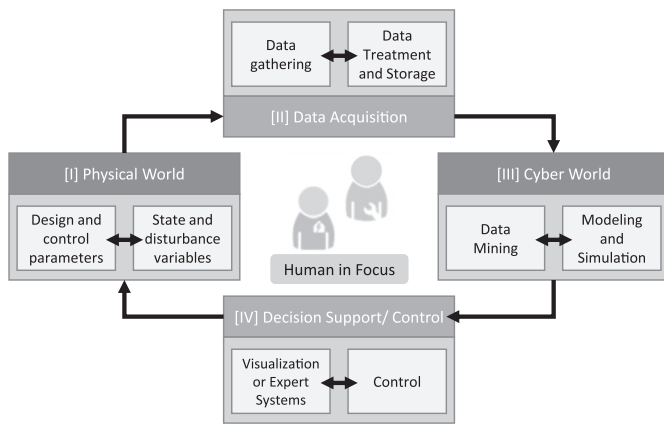 Data
gathering
Data
Treatment
and Storage
[II] Data Acquisition
[I] Physical World
Design and
control
parameters
State and
disturbance
variables
[III] Cyber World
Data
Mining
Modeling
and
Simulation
Human in Focus
[IV] Decision Support/ Control
Visualization
or Expert
Systems
Control